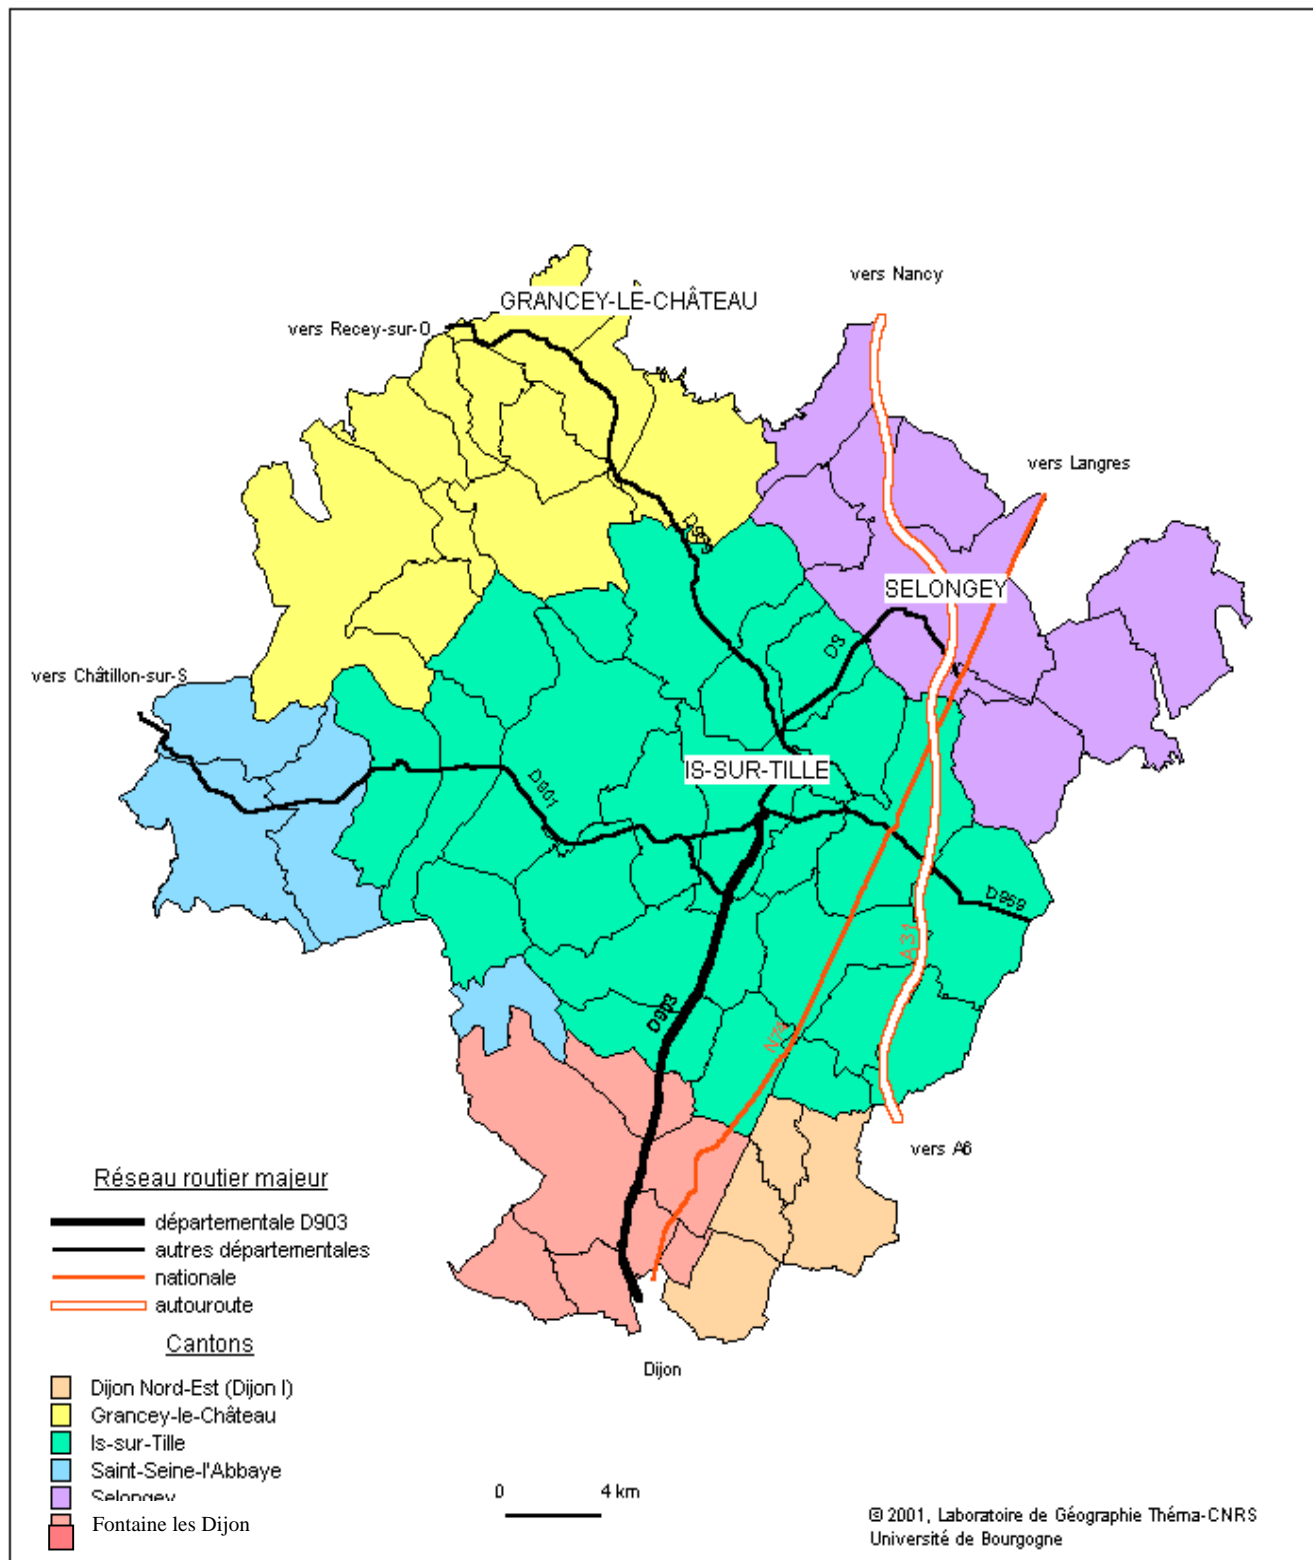 vers Nancy
GRANCEY-LE-CHÂTEAU
vers Recey-sur-O
vers Langres
SELONGEY
D8
vers Châtillon-sur-S
IS-SUR-TILLE
D901
D959
A31
D903
N74
vers A6
Réseau routier majeur
départementale D903
autres départementales
nationale
autouroute
Cantons
Dijon
Dijon Nord-Est (Dijon I)
Grancey-le-Château
Is-sur-Tille
Saint-Seine-l'Abbaye
Selongey
Fontaine les Dijon
0 4 km
© 2001, Laboratoire de Géographie Théma-CNRS
Université de Bourgogne